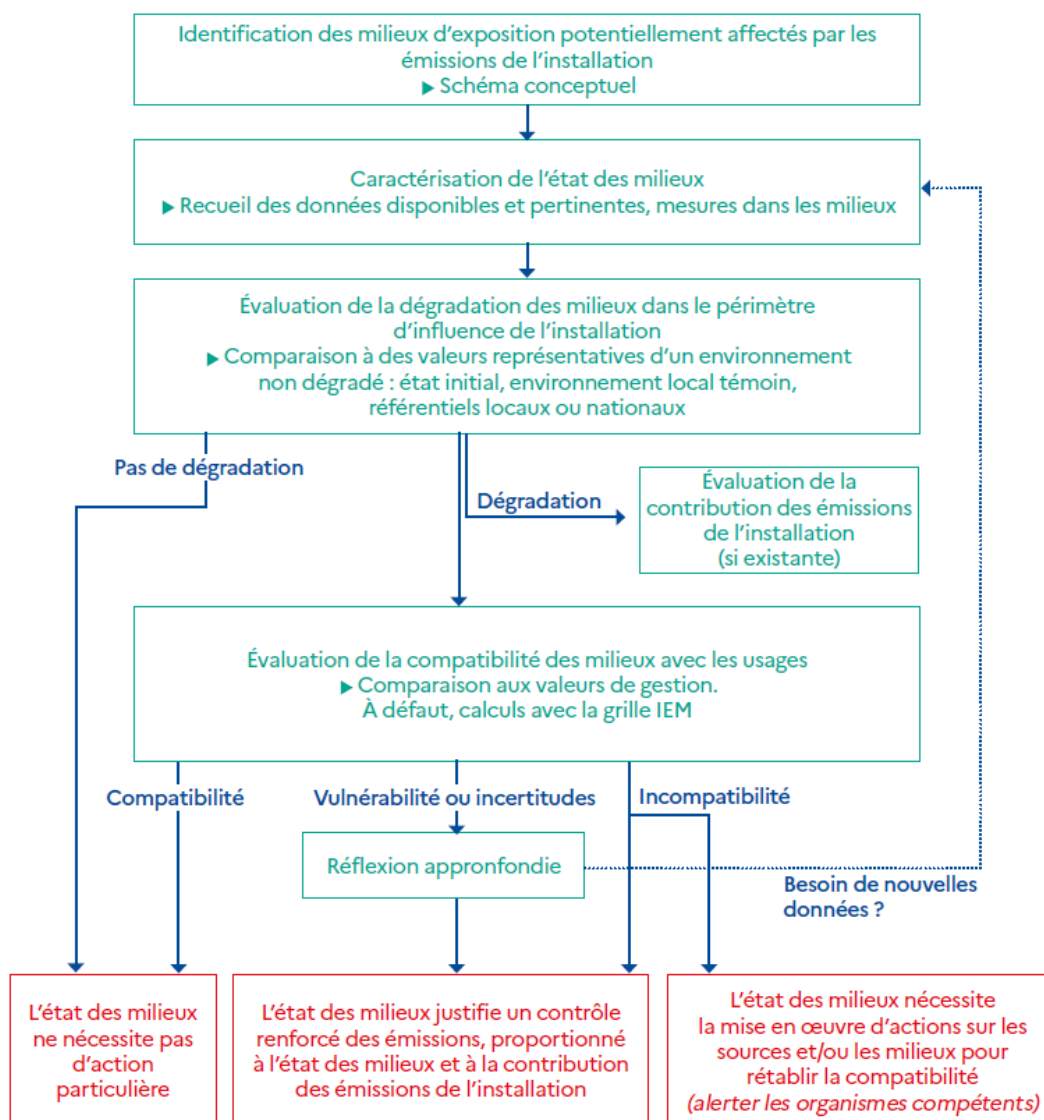 Identification des milieux d'exposition potentiellement affectés par les
émissions de l'installation
▶ Schéma conceptuel
Caractérisation de l'état des milieux
▶ Recueil des données disponibles et pertinentes, mesures dans les milieux
Évaluation de la dégradation des milieux dans le périmètre
d'influence de l'installation
▶ Comparaison à des valeurs représentatives d'un environnement
non dégradé : état initial, environnement local témoin,
référentiels locaux ou nationaux
Pas de dégradation
Dégradation
Évaluation de la
contribution des émissions
de l'installation
(si existante)
Évaluation de la compatibilité des milieux avec les usages
▶ Comparaison aux valeurs de gestion.
À défaut, calculs avec la grille IEM
Compatibilité
Vulnérabilité ou incertitudes
Incompatibilité
Réflexion appronfondie
Besoin de nouvelles
données ?
L'état des milieux
ne nécessite pas
d'action
particulière
L'état des milieux justifie un contrôle
renforcé des émissions, proportionné
à l'état des milieux et à la contribution
des émissions de l'installation
L'état des milieux nécessite
la mise en œuvre d'actions sur les
sources et/ou les milieux pour
rétablir la compatibilité
(alerter les organismes compétents)